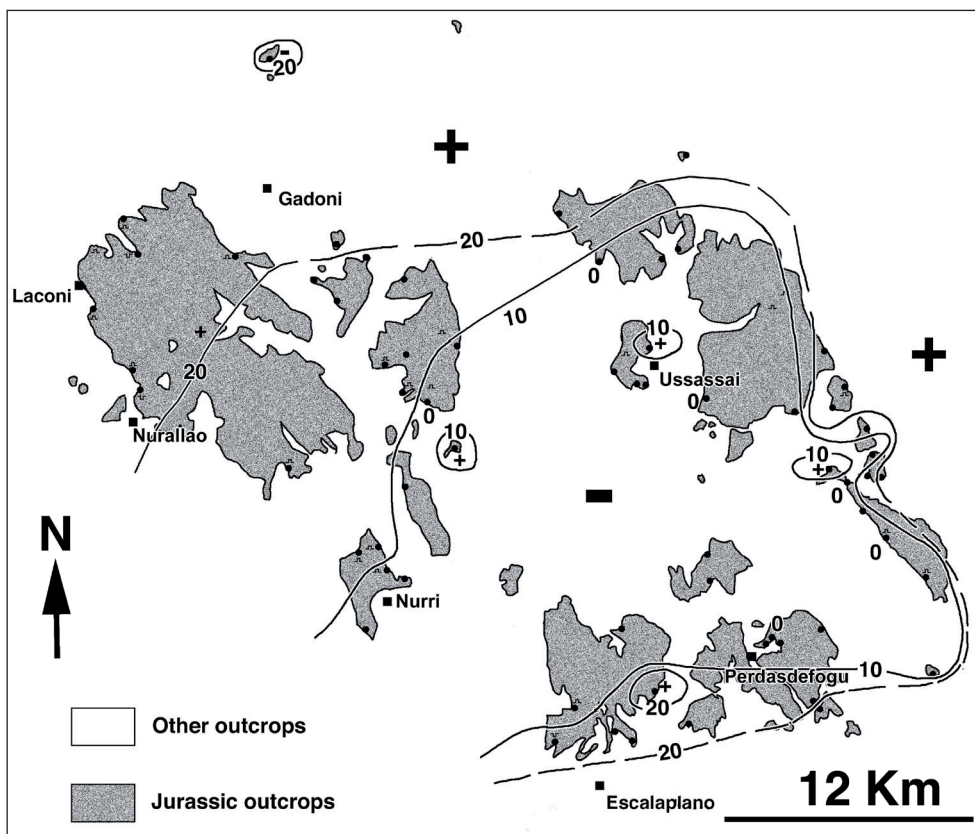 -
20
+
Gadoni
20
Laconi
0
10
10
+
+
+
Ussassai
20
0
0
Nurallao
10
+
10
+
0
-
N
0
Nurri
0
Perdasdefogu
10
+
20
Other outcrops
20
12 Km
Jurassic outcrops
Escalaplano